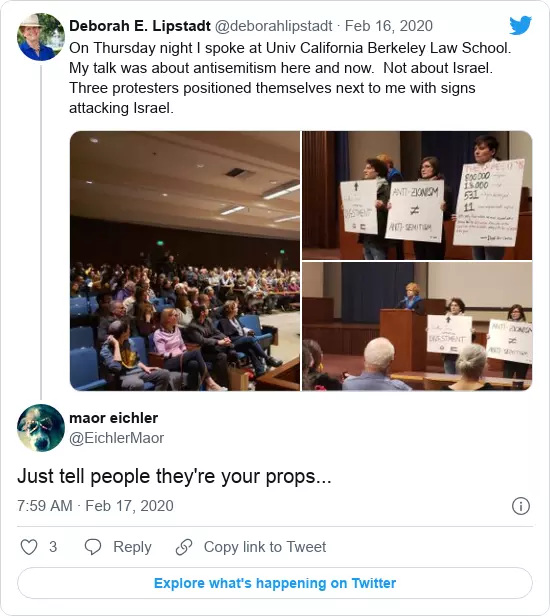 Deborah E. Lipstadt @deborahlipstadt · Feb 16, 2020
On Thursday night I spoke at Univ California Berkeley Law School.
My talk was about antisemitism here and now.  Not about Israel.
Three protesters positioned themselves next to me with signs
attacking Israel.
DIVESTMENT
ANTI-ZIONISM
≠
ANTI-SEMITISM
800,000
531
11
DIVESTMENT
ANTI-ZIONISM
≠
ANTI-SEMITISM
maor eichler
@EichlerMaor
Just tell people they're your props...
7:59 AM · Feb 17, 2020
3 Reply Copy link to Tweet
Explore what's happening on Twitter